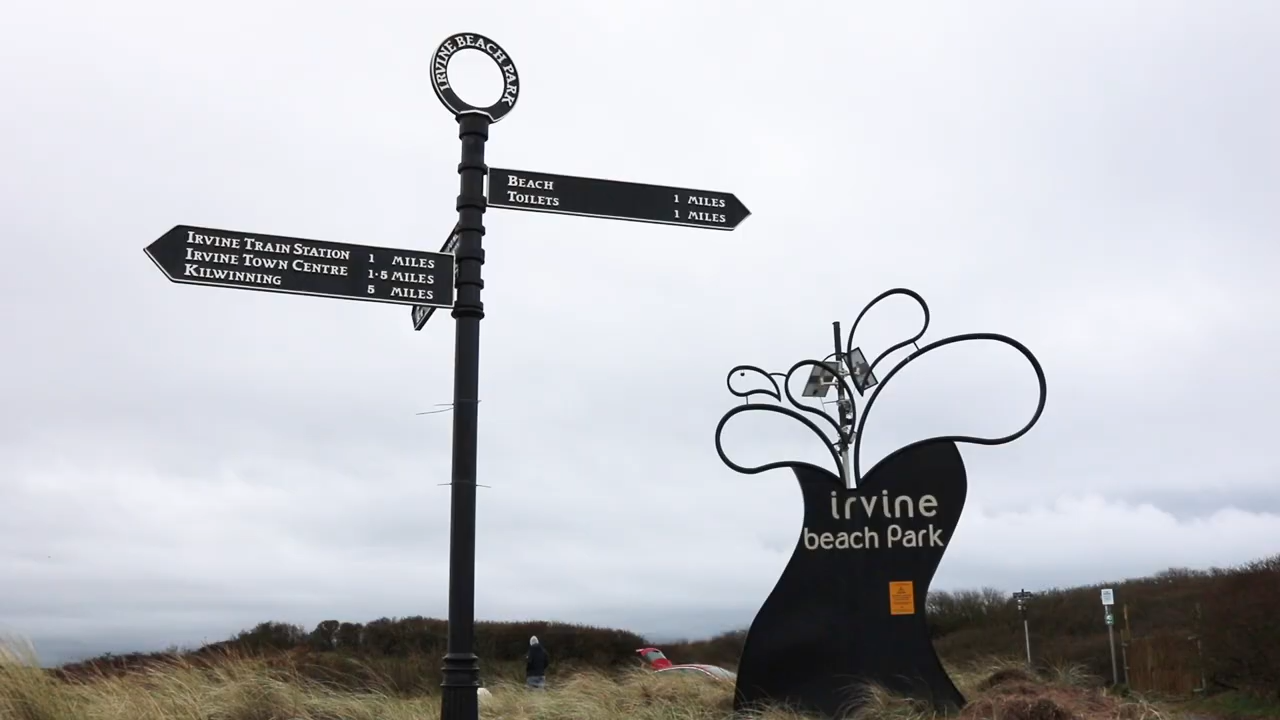 IRVINE BEACH PARK
BEACH 1 MILES
TOILETS 1 MILES
IRVINE TRAIN STATION 1 MILES
IRVINE TOWN CENTRE 1·5 MILES
KILWINNING 5 MILES
irvine
beach Park